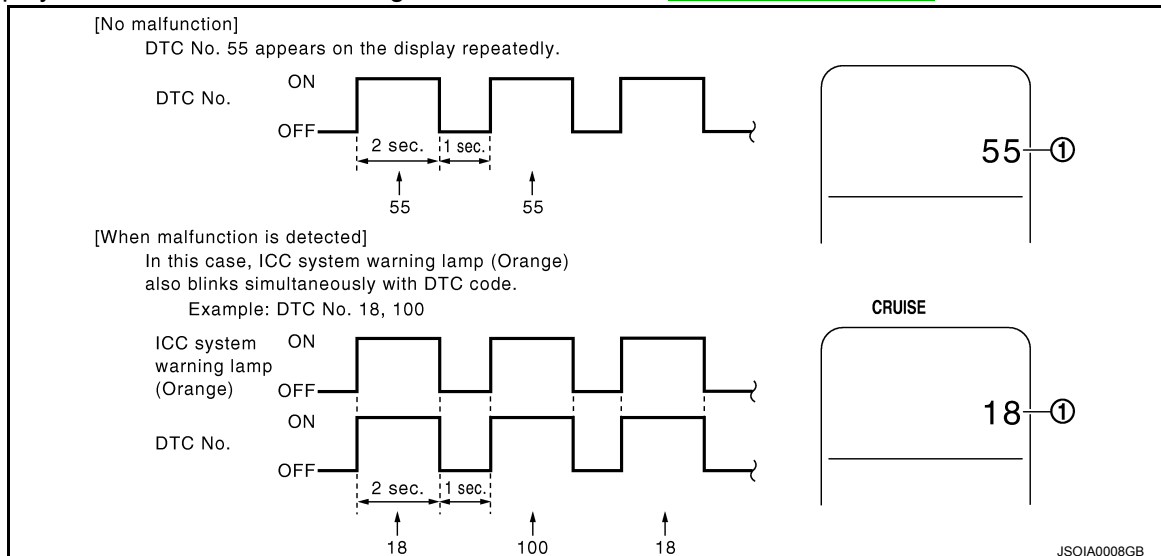 [No malfunction]
DTC No. 55 appears on the display repeatedly.
ON
DTC No.
OFF
2 sec. 1 sec.
55 55
55 ①
[When malfunction is detected]
In this case, ICC system warning lamp (Orange)
also blinks simultaneously with DTC code.
Example: DTC No. 18, 100
CRUISE
ICC system
warning lamp
(Orange)
ON
OFF
ON
DTC No.
OFF
2 sec. 1 sec.
18 100 18
18 ①
JSOIA0008GB